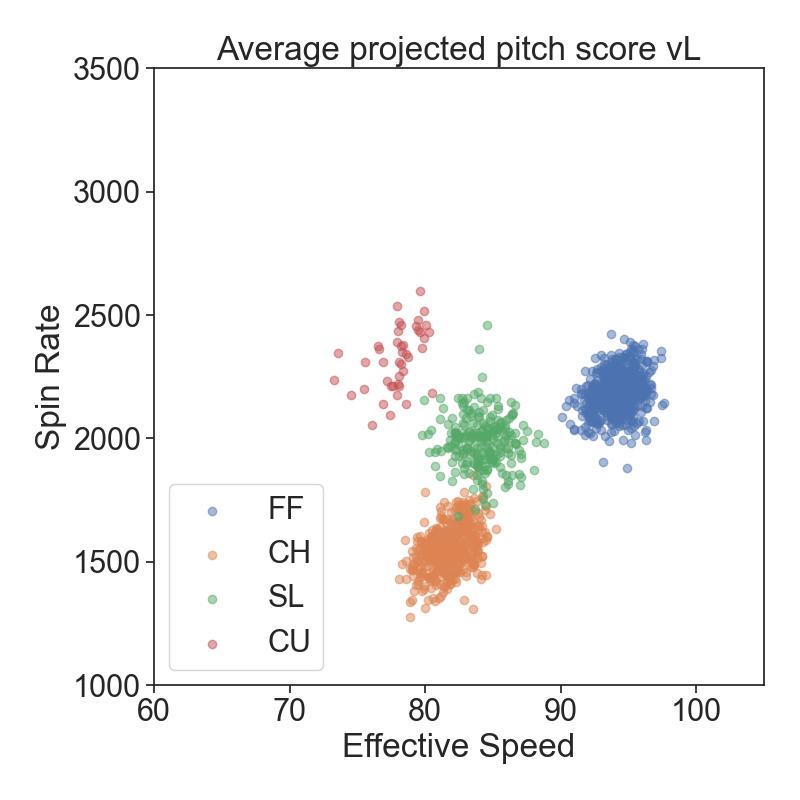 Average projected pitch score vL
3500
3000
2500
2000
1500
1000
Spin Rate
FF
CH
SL
CU
60 70 80 90 100
Effective Speed